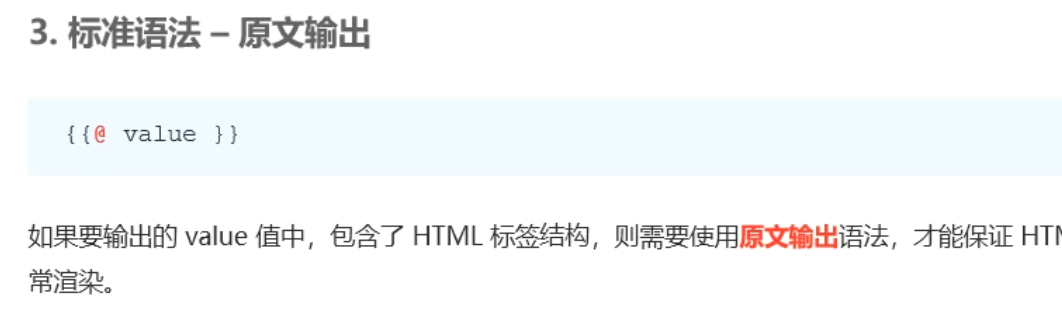 3. 标准语法 – 原文输出
{{@ value }}
如果要输出的 value 值中，包含了 HTML 标签结构，则需要使用原文输出语法，才能保证
常渲染。